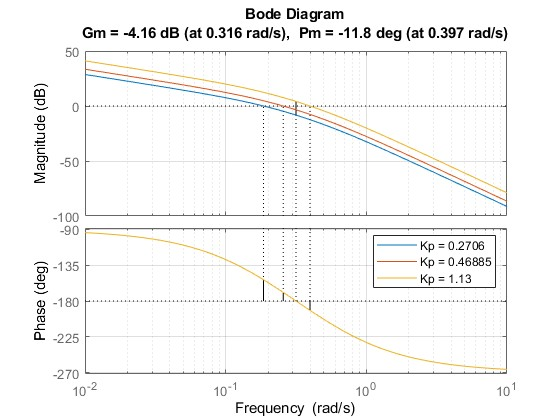 Bode Diagram
Gm = -4.16 dB (at 0.316 rad/s),  Pm = -11.8 deg (at 0.397 rad/s)
Magnitude (dB)
50
0
-50
-100
Phase (deg)
-90
-135
-180
-225
-270
Kp = 0.2706
Kp = 0.46885
Kp = 1.13
10^-2 10^-1 10^0 10^1
Frequency (rad/s)